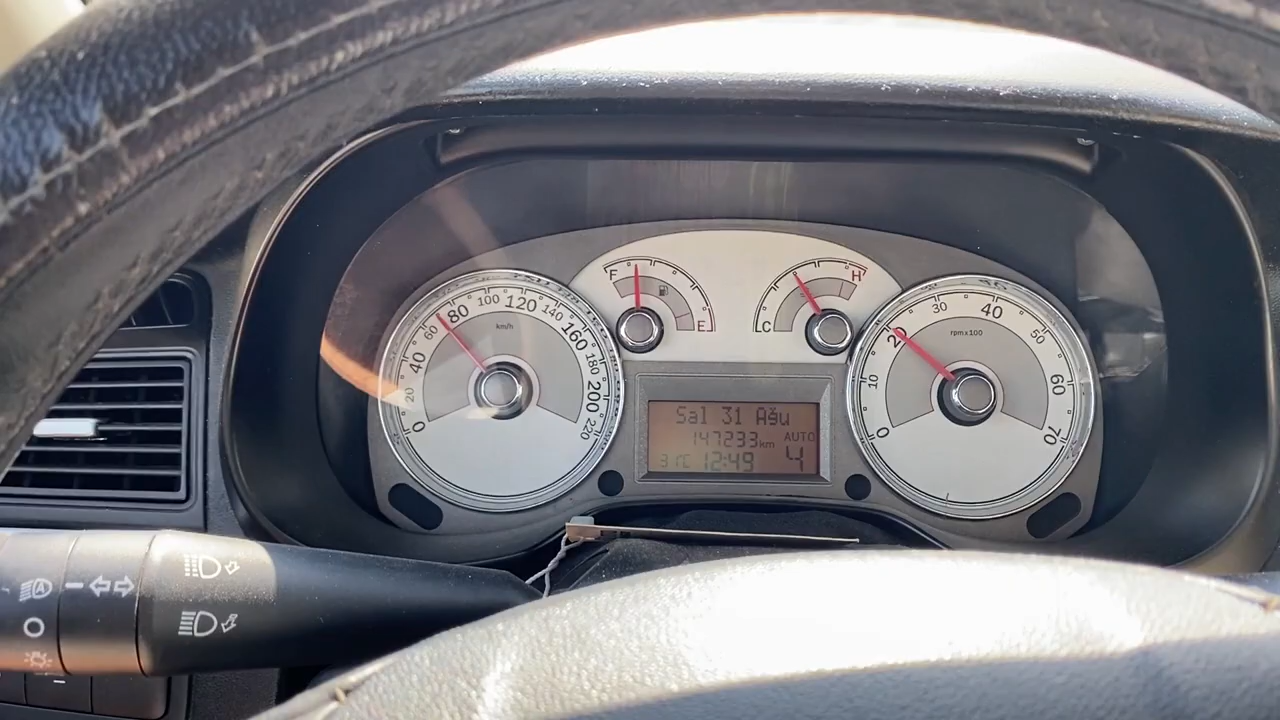 0 20 40 60 80 100 120 140 160 180 200 220
km/h
F E
C H
0 10 20 30 40 50 60 70
rpmx100
Sal 31 Ağu
147233km AUTO
31°C 12:49 4